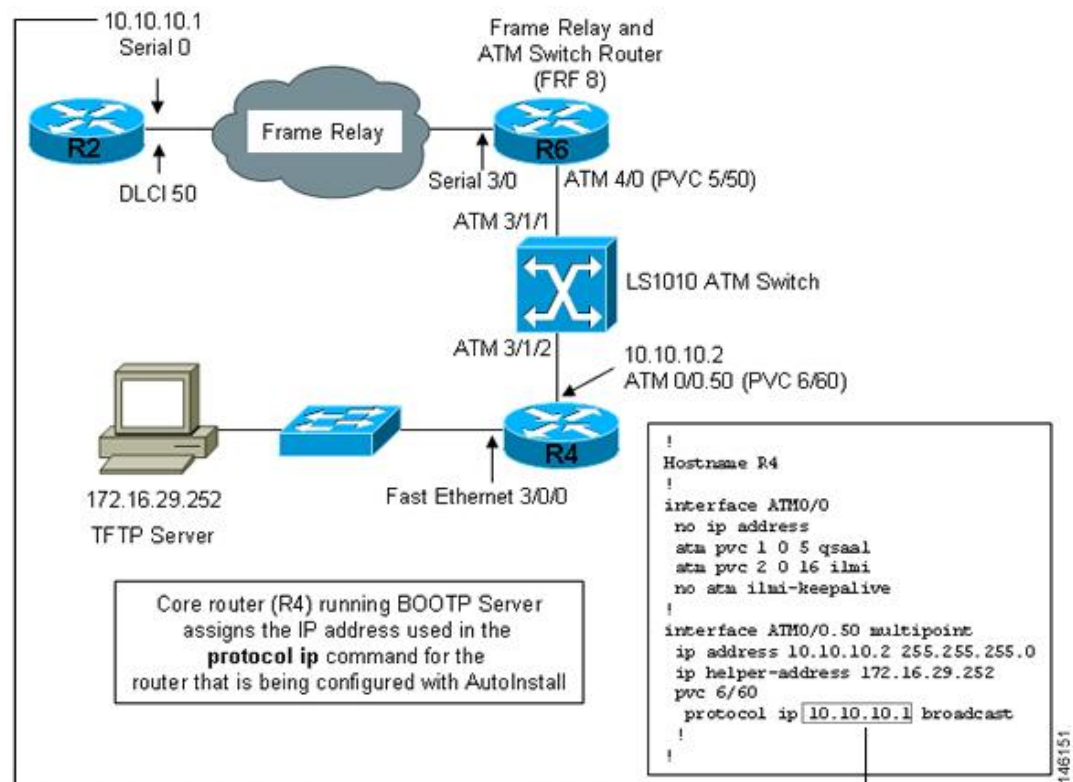 10.10.10.1
Serial 0
Frame Relay and
ATM Switch Router
(FRF 8)
R2
Frame Relay
R6
DLCI 50
Serial 3/0
ATM 4/0 (PVC 5/50)
ATM 3/1/1
LS1010 ATM Switch
ATM 3/1/2
10.10.10.2
ATM 0/0.50 (PVC 6/60)
R4
172.16.29.252
TFTP Server
Fast Ethernet 3/0/0
Core router (R4) running BOOTP Server
assigns the IP address used in the
protocol ip command for the
router that is being configured with AutoInstall
!
Hostname R4
!
interface ATM0/0
no ip address
atm pvc 1 0 5 qsaal
atm pvc 2 0 16 ilmi
no atm ilmi-keepalive
!
interface ATM0/0.50 multipoint
ip address 10.10.10.2 255.255.255.0
ip helper-address 172.16.29.252
pvc 6/60
protocol ip 10.10.10.1 broadcast
!
!
146151